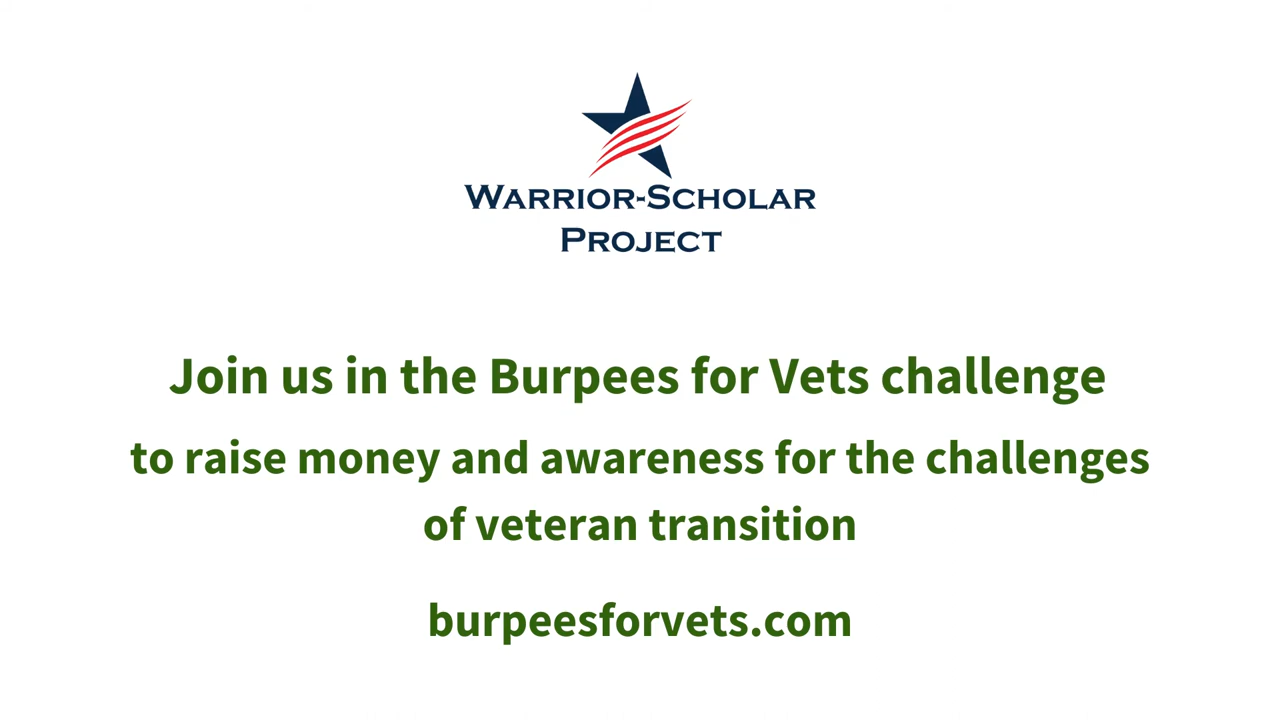 Warrior-Scholar
Project
Join us in the Burpees for Vets challenge
to raise money and awareness for the challenges
of veteran transition
burpeesforvets.com